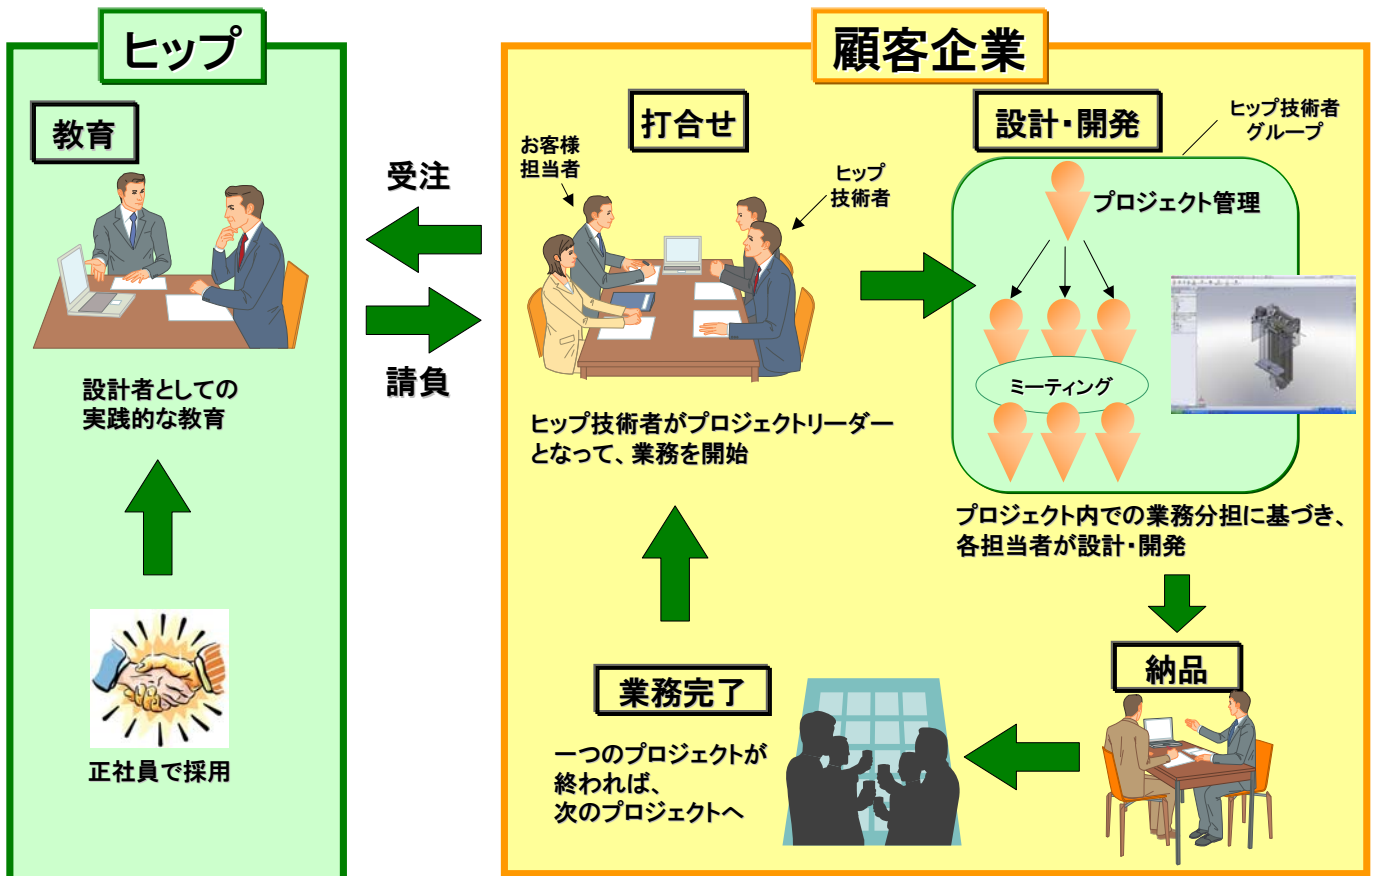 ヒップ
教育
設計者としての
実践的な教育
正社員で採用
受注
請負
顧客企業
打合せ
お客様
担当者
ヒップ
技術者
ヒップ技術者がプロジェクトリーダー
となって、業務を開始
設計・開発
ヒップ技術者
グループ
プロジェクト管理
ミーティング
プロジェクト内での業務分担に基づき、
各担当者が設計・開発
納品
業務完了
一つのプロジェクトが
終われば、
次のプロジェクトへ